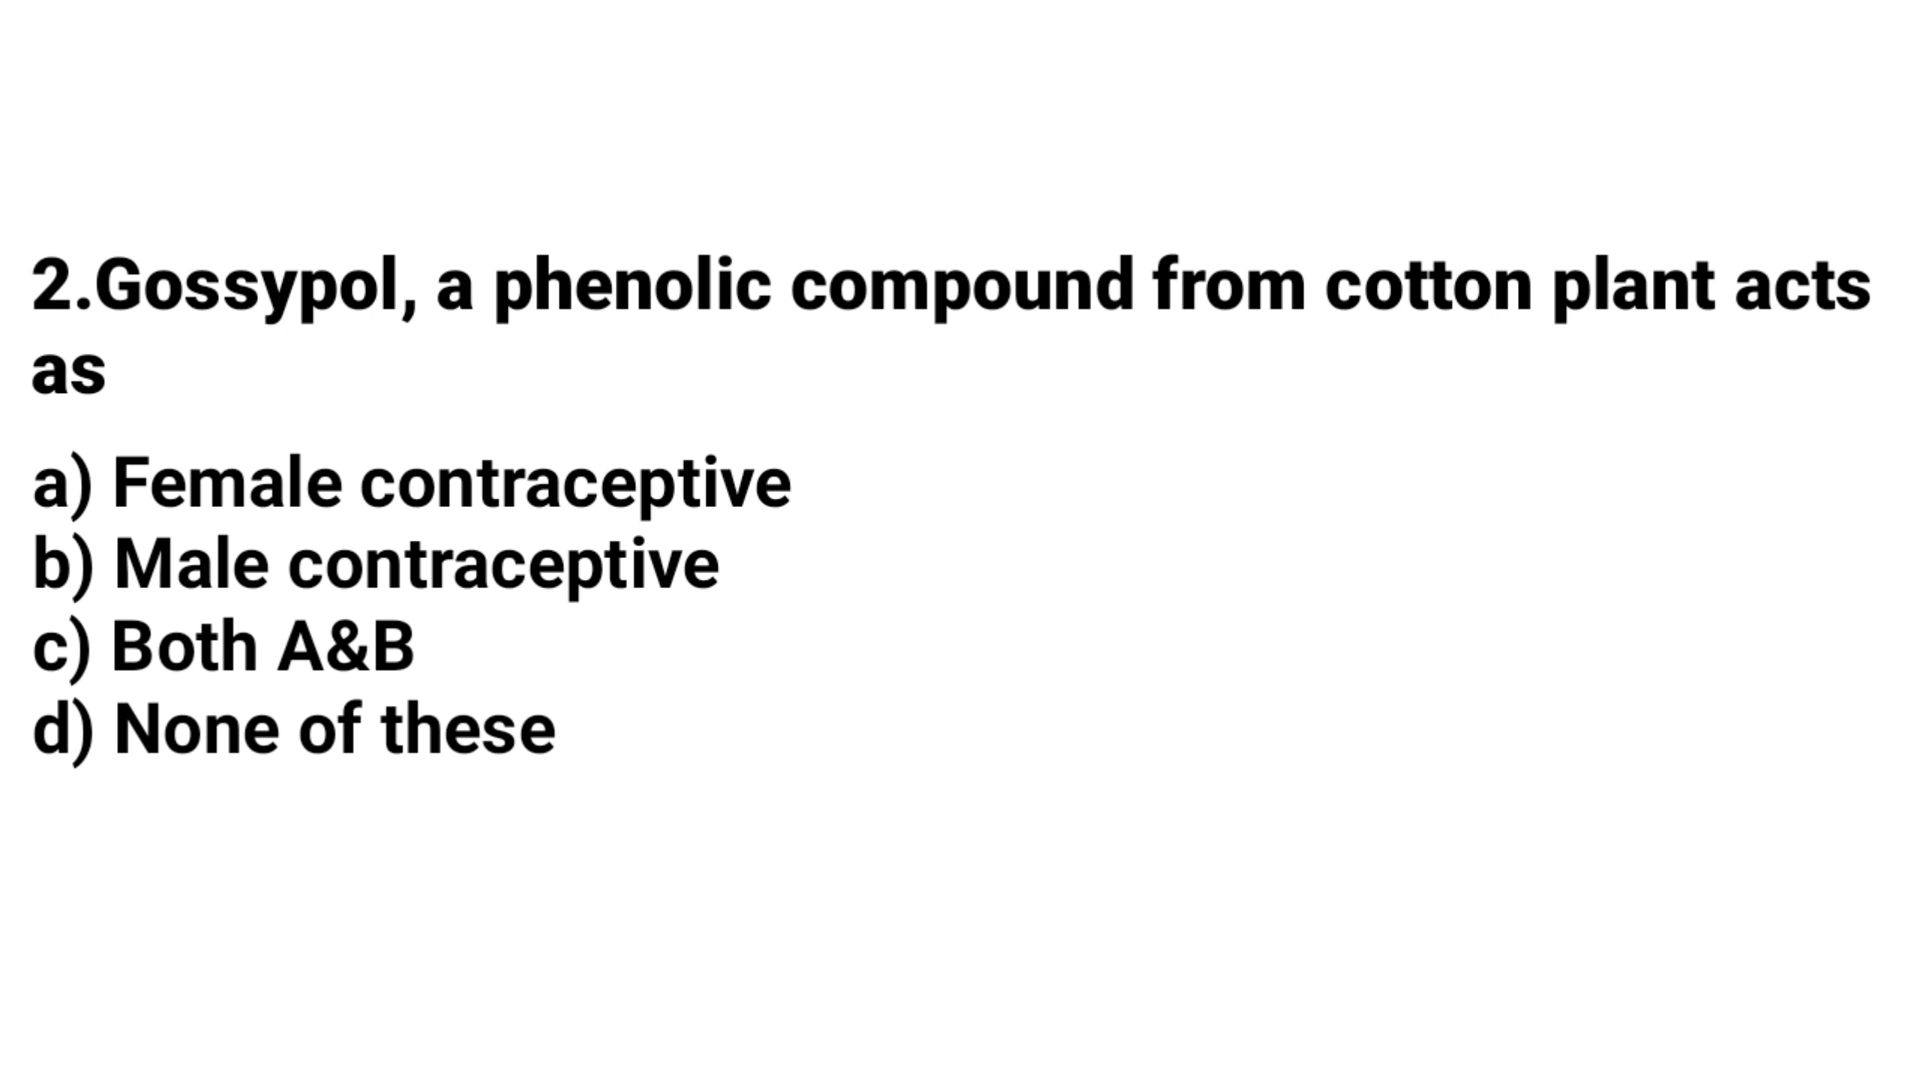 2.Gossypol, a phenolic compound from cotton plant acts
as
a) Female contraceptive
b) Male contraceptive
c) Both A&B
d) None of these